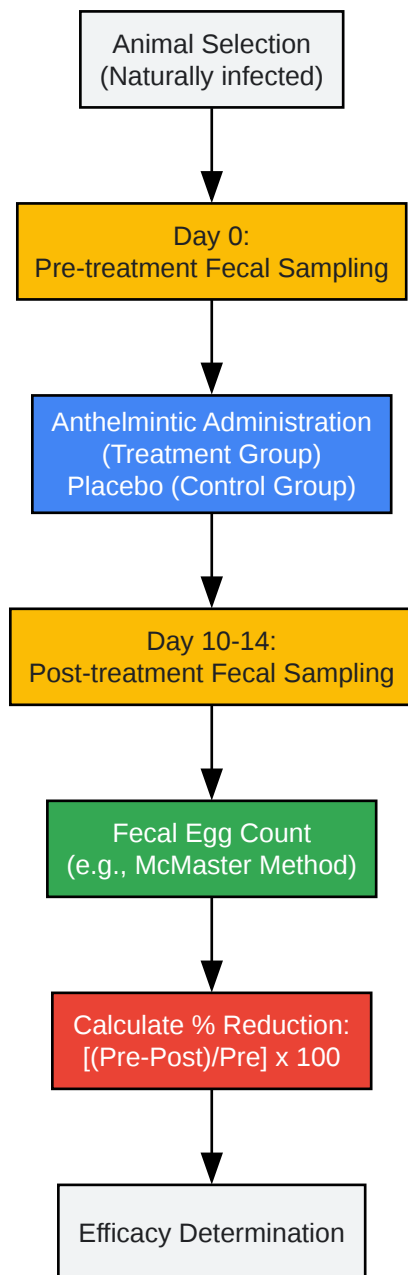 Animal Selection
(Naturally infected)
Day 0:
Pre-treatment Fecal Sampling
Anthelmintic Administration
(Treatment Group)
Placebo (Control Group)
Day 10-14:
Post-treatment Fecal Sampling
Fecal Egg Count
(e.g., McMaster Method)
Calculate % Reduction:
[(Pre-Post)/Pre] x 100
Efficacy Determination